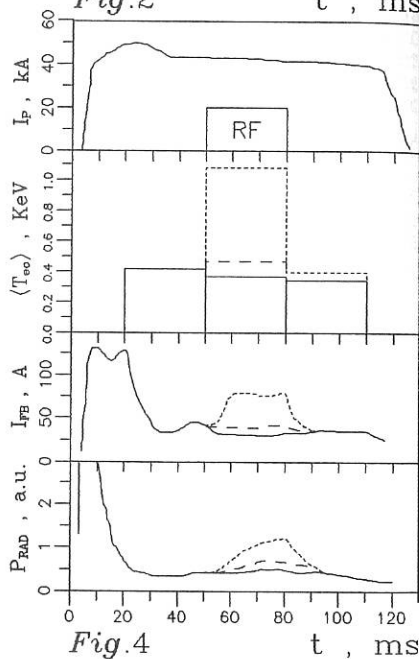 Fig.2 t , ms
60
40
20
0
I_P , kA
RF
1.0
0.8
0.6
0.4
0.2
0.0
⟨T_eo⟩ , KeV
100
50
0
I_FB , A
2
1
0
P_RAD , a.u.
0 20 40 60 80 100 120
Fig.4 t , ms